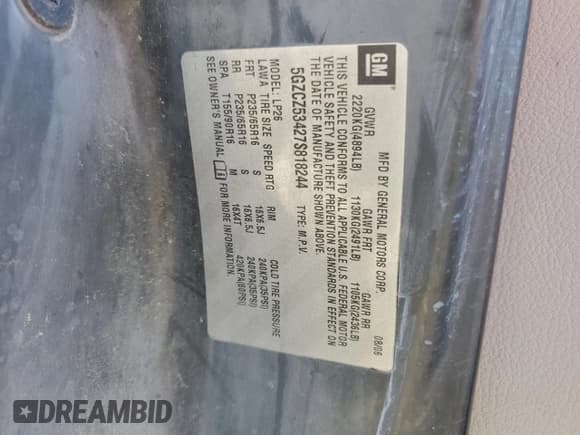 GM
MFD BY GENERAL MOTORS CORP.
08/06
GVWR GAWR FRT GAWR RR
2220KG(4894LB) 1130KG(2491LB) 1105KG(2436LB)
THIS VEHICLE CONFORMS TO ALL APPLICABLE U.S. FEDERAL MOTOR
VEHICLE SAFETY AND THEFT PREVENTION STANDARDS IN EFFECT ON
THE DATE OF MANUFACTURE SHOWN ABOVE.
5GZCZ53427S818244 TYPE: M.P.V.
MODEL: LP26
LAWA TIRE SIZE SPEED RTG RIM COLD TIRE PRESSURE
FRT P235/65R16 S 16X6.5J 240KPA(35PSI)
RR P235/65R16 S 16X6.5J 240KPA(35PSI)
SPA T155/90R16 M 16X4T 420KPA(60PSI)
SEE OWNER'S MANUAL FOR MORE INFORMATION.
DREAMBID